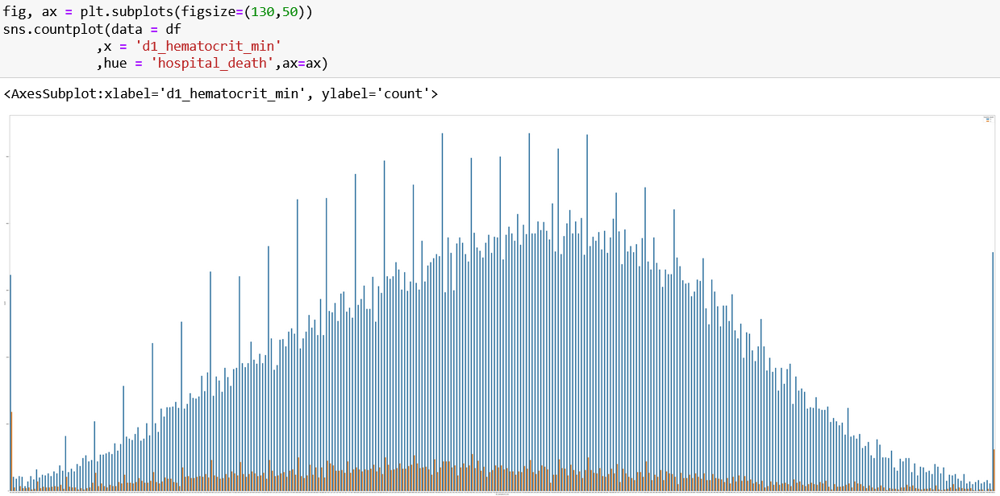 fig, ax = plt.subplots(figsize=(130,50))
sns.countplot(data = df
,x = 'd1_hematocrit_min'
,hue = 'hospital_death',ax=ax)
<AxesSubplot:xlabel='d1_hematocrit_min', ylabel='count'>